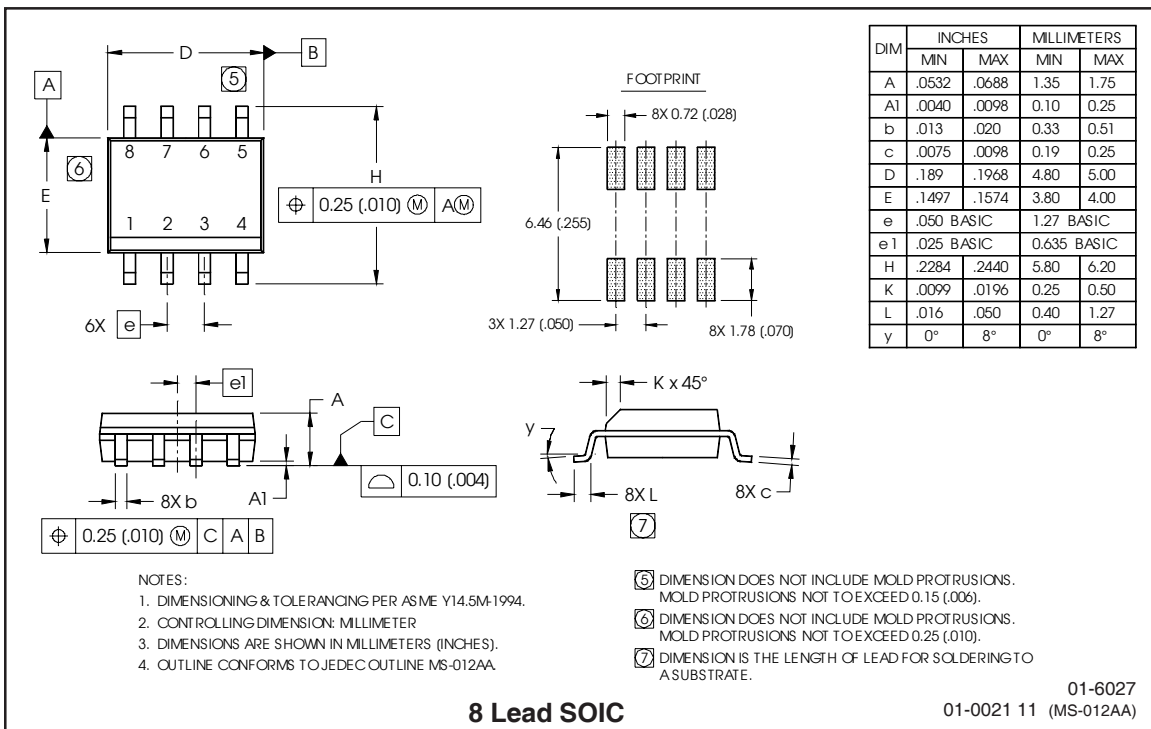 D
B
5
A
8 7 6 5
6
E
H
⌖ 0.25 (.010) Ⓜ AⓂ
1 2 3 4
6X e
FOOTPRINT
8X 0.72 (.028)
6.46 (.255)
3X 1.27 (.050)
8X 1.78 (.070)
DIM INCHES MILLIMETERS
MIN MAX MIN MAX
A .0532 .0688 1.35 1.75
A1 .0040 .0098 0.10 0.25
b .013 .020 0.33 0.51
c .0075 .0098 0.19 0.25
D .189 .1968 4.80 5.00
E .1497 .1574 3.80 4.00
e .050 BASIC 1.27 BASIC
e1 .025 BASIC 0.635 BASIC
H .2284 .2440 5.80 6.20
K .0099 .0196 0.25 0.50
L .016 .050 0.40 1.27
y 0° 8° 0° 8°
e1
A
C
0.10 (.004)
8X b
A1
⌖ 0.25 (.010) Ⓜ C A B
K x 45°
y
8X L
7
8X c
NOTES:
1. DIMENSIONING & TOLERANCING PER ASME Y14.5M-1994.
2. CONTROLLING DIMENSION: MILLIMETER
3. DIMENSIONS ARE SHOWN IN MILLIMETERS (INCHES).
4. OUTLINE CONFORMS TO JEDEC OUTLINE MS-012AA.
5 DIMENSION DOES NOT INCLUDE MOLD PROTRUSIONS.
MOLD PROTRUSIONS NOT TO EXCEED 0.15 (.006).
6 DIMENSION DOES NOT INCLUDE MOLD PROTRUSIONS.
MOLD PROTRUSIONS NOT TO EXCEED 0.25 (.010).
7 DIMENSION IS THE LENGTH OF LEAD FOR SOLDERING TO
A SUBSTRATE.
8 Lead SOIC
01-6027
01-0021 11 (MS-012AA)